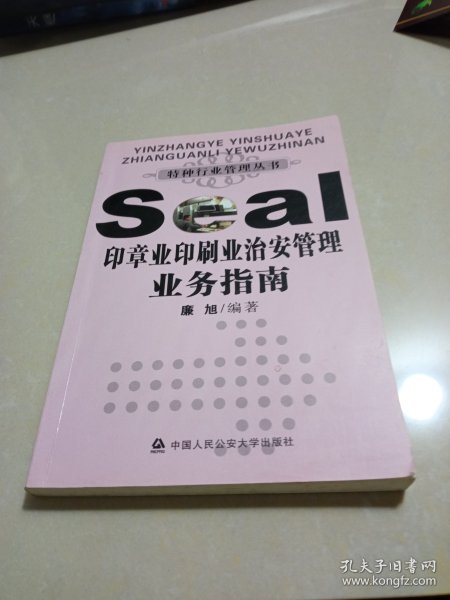 YINZHANGYE YINSHUAYE
ZHIANGUANLI YEWUZHINAN
特种行业管理丛书
Seal
印章业印刷业治安管理
业务指南
廉 旭/编著
中国人民公安大学出版社
孔夫子旧书网
www.kongfz.com